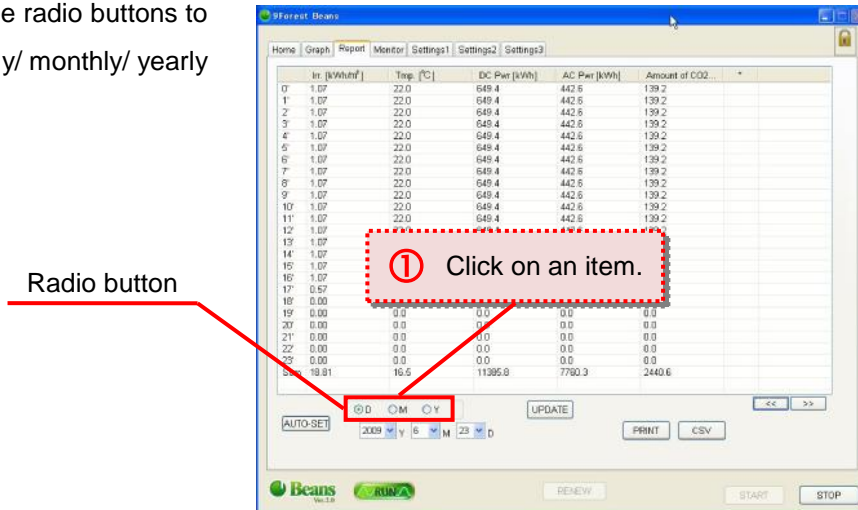 e radio buttons to
y/ monthly/ yearly
9Forest Beans
Home Graph Report Monitor Settings1 Settings2 Settings3
Irr. [kWh/m²] Tmp. [°C] DC Pwr [kWh] AC Pwr [kWh] Amount of CO2... *
0' 1.07 22.0 649.4 442.6 139.2
1' 1.07 22.0 649.4 442.6 139.2
2' 1.07 22.0 649.4 442.6 139.2
3' 1.07 22.0 649.4 442.6 139.2
4' 1.07 22.0 649.4 442.6 139.2
5' 1.07 22.0 649.4 442.6 139.2
6' 1.07 22.0 649.4 442.6 139.2
7' 1.07 22.0 649.4 442.6 139.2
8' 1.07 22.0 649.4 442.6 139.2
9' 1.07 22.0 649.4 442.6 139.2
10' 1.07 22.0 649.4 442.6 139.2
11' 1.07 22.0 649.4 442.6 139.2
12' 1.07
13' 1.07
14' 1.07
15' 1.07
16' 1.07
17' 0.57
① Click on an item.
Radio button
18' 0.00
19' 0.00 0.0 0.0 0.0 0.0
20' 0.00 0.0 0.0 0.0 0.0
21' 0.00 0.0 0.0 0.0 0.0
22' 0.00 0.0 0.0 0.0 0.0
23' 0.00 0.0 0.0 0.0 0.0
18.81 16.5 11385.8 7760.3 2440.6
D M Y UPDATE << >>
AUTO-SET 2009 Y 6 M 23 D PRINT CSV
Beans RUN RENEW START STOP